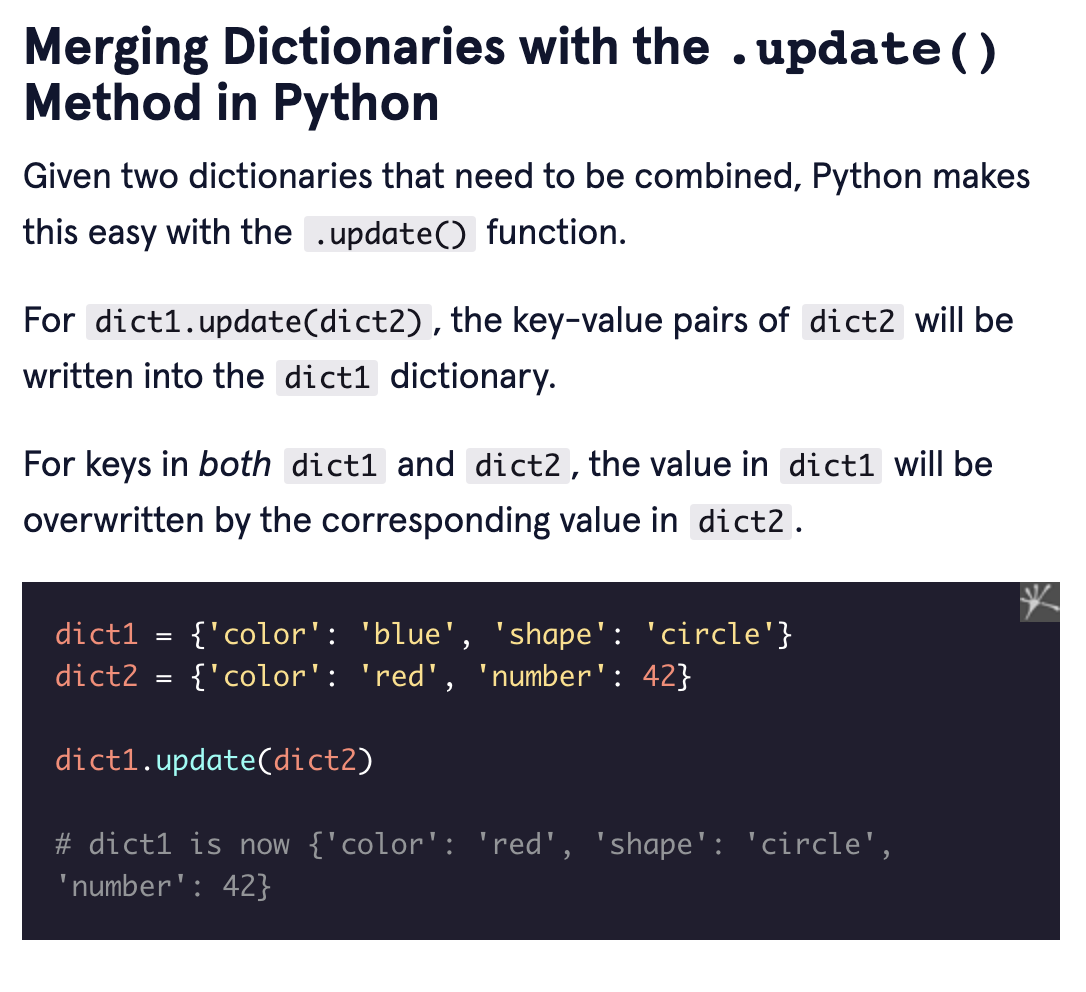 Merging Dictionaries with the .update()
Method in Python
Given two dictionaries that need to be combined, Python makes
this easy with the .update() function.
For dict1.update(dict2), the key-value pairs of dict2 will be
written into the dict1 dictionary.
For keys in both dict1 and dict2, the value in dict1 will be
overwritten by the corresponding value in dict2.
dict1 = {'color': 'blue', 'shape': 'circle'}
dict2 = {'color': 'red', 'number': 42}
dict1.update(dict2)
# dict1 is now {'color': 'red', 'shape': 'circle',
'number': 42}